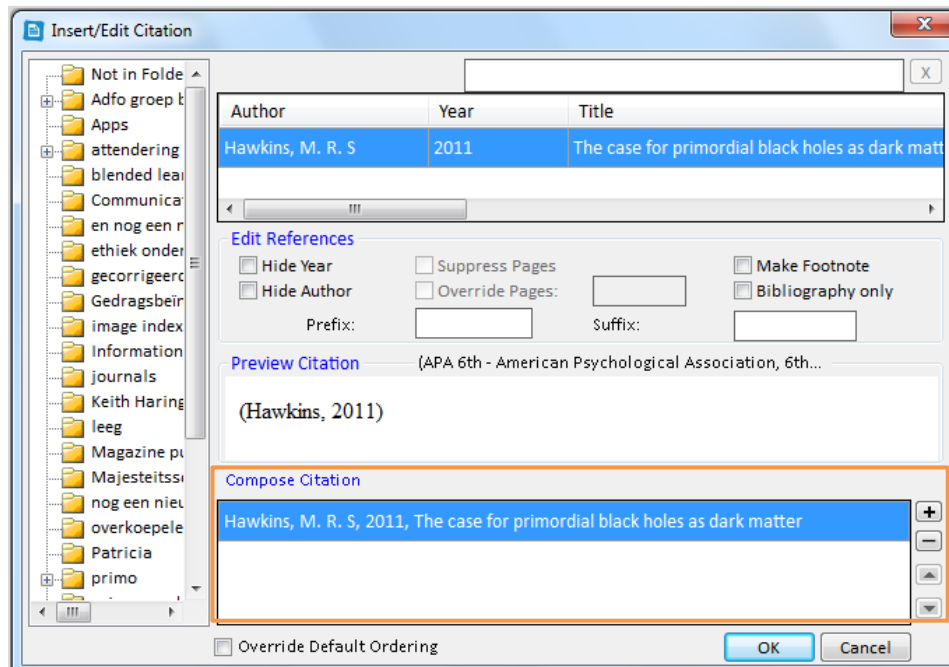 Insert/Edit Citation
X
Not in Folde
Adfo groep b
Apps
attendering
blended lear
Communicat
en nog een n
ethiek onder
gecorrigeerd
Gedragsbeïn
image index
Information
journals
Keith Haring
leeg
Magazine pu
Majesteitssc
nog een nieu
overkoepele
Patricia
primo
Author Year Title
Hawkins, M. R. S 2011 The case for primordial black holes as dark matt
Edit References
Hide Year Suppress Pages Make Footnote
Hide Author Override Pages: Bibliography only
Prefix: Suffix:
Preview Citation (APA 6th - American Psychological Association, 6th...
(Hawkins, 2011)
Compose Citation
Hawkins, M. R. S, 2011, The case for primordial black holes as dark matter
Override Default Ordering OK Cancel